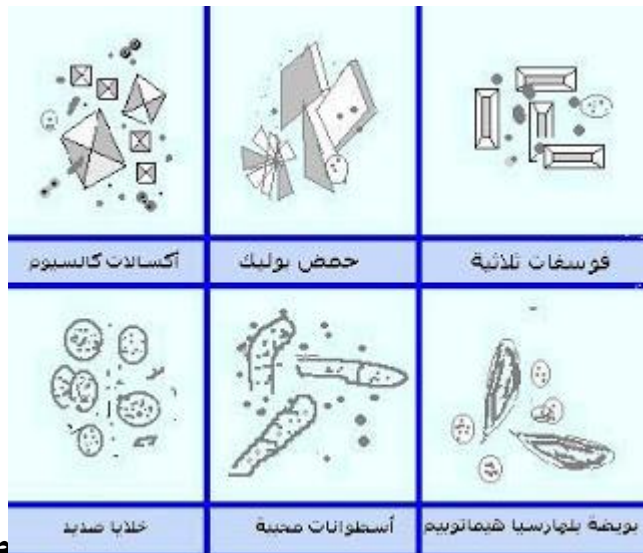 فوسفات ثلاثية
حمض بوليك
أكسالات كالسيوم
بويضة بلهارسيا هيماتوبيم
أسطوانات محببة
خلايا صديد